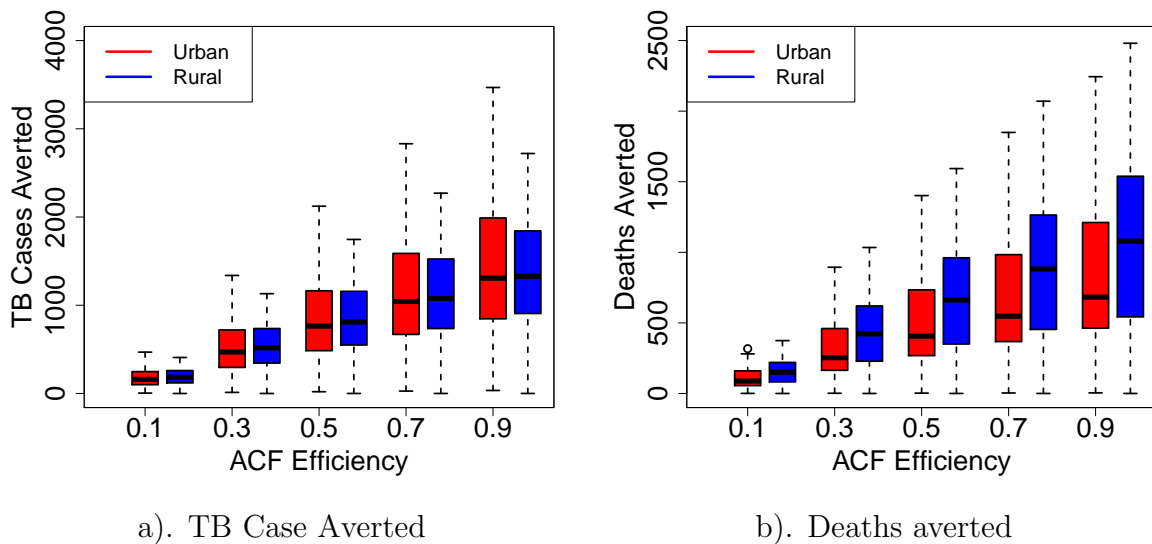 TB Cases Averted
0
1000
2000
3000
4000
Urban
Rural
0.1 0.3 0.5 0.7 0.9
ACF Efficiency
a). TB Case Averted
Deaths Averted
0
500
1500
2500
Urban
Rural
0.1 0.3 0.5 0.7 0.9
ACF Efficiency
b). Deaths averted